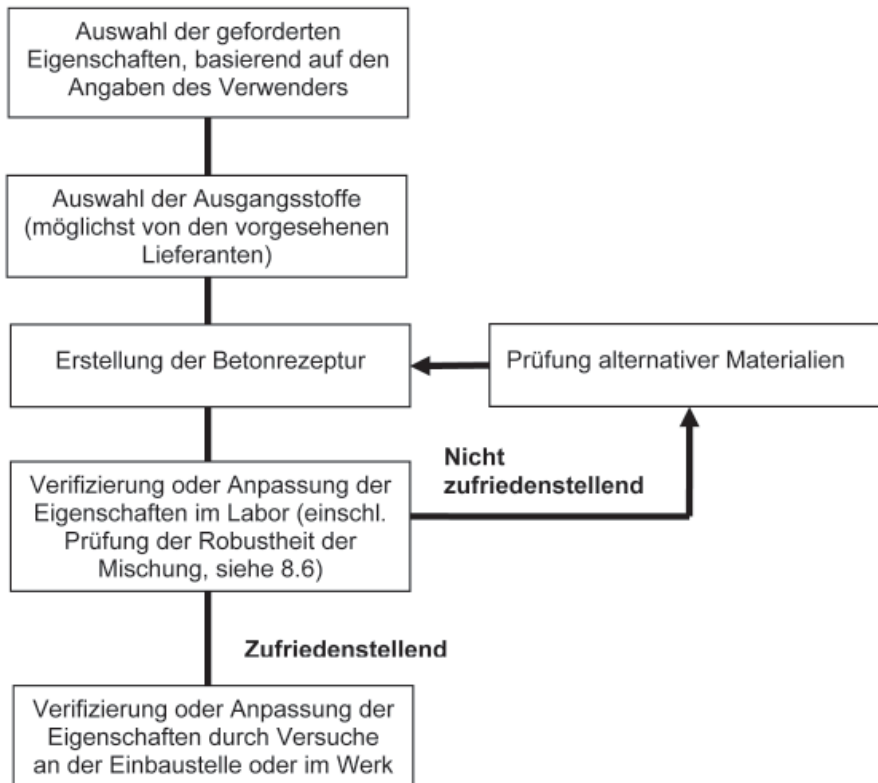 Auswahl der geforderten
Eigenschaften, basierend auf den
Angaben des Verwenders
Auswahl der Ausgangsstoffe
(möglichst von den vorgesehenen
Lieferanten)
Erstellung der Betonrezeptur
Prüfung alternativer Materialien
Verifizierung oder Anpassung der
Eigenschaften im Labor (einschl.
Prüfung der Robustheit der
Mischung, siehe 8.6)
Nicht
zufriedenstellend
Zufriedenstellend
Verifizierung oder Anpassung der
Eigenschaften durch Versuche
an der Einbaustelle oder im Werk